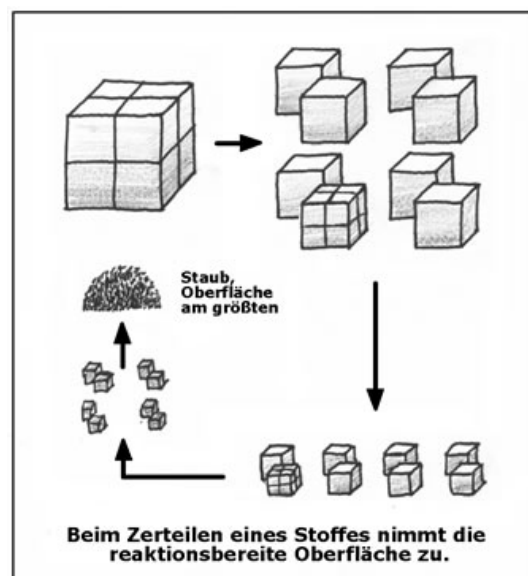 Staub,
Oberfläche
am größten
Beim Zerteilen eines Stoffes nimmt die
reaktionsbereite Oberfläche zu.